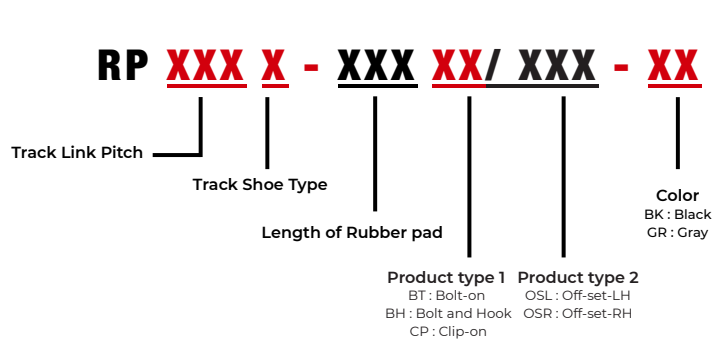 RP XXX X - XXX XX/ XXX - XX
Track Link Pitch
Track Shoe Type
Length of Rubber pad
Product type 1
BT : Bolt-on
BH : Bolt and Hook
CP : Clip-on
Product type 2
OSL : Off-set-LH
OSR : Off-set-RH
Color
BK : Black
GR : Gray